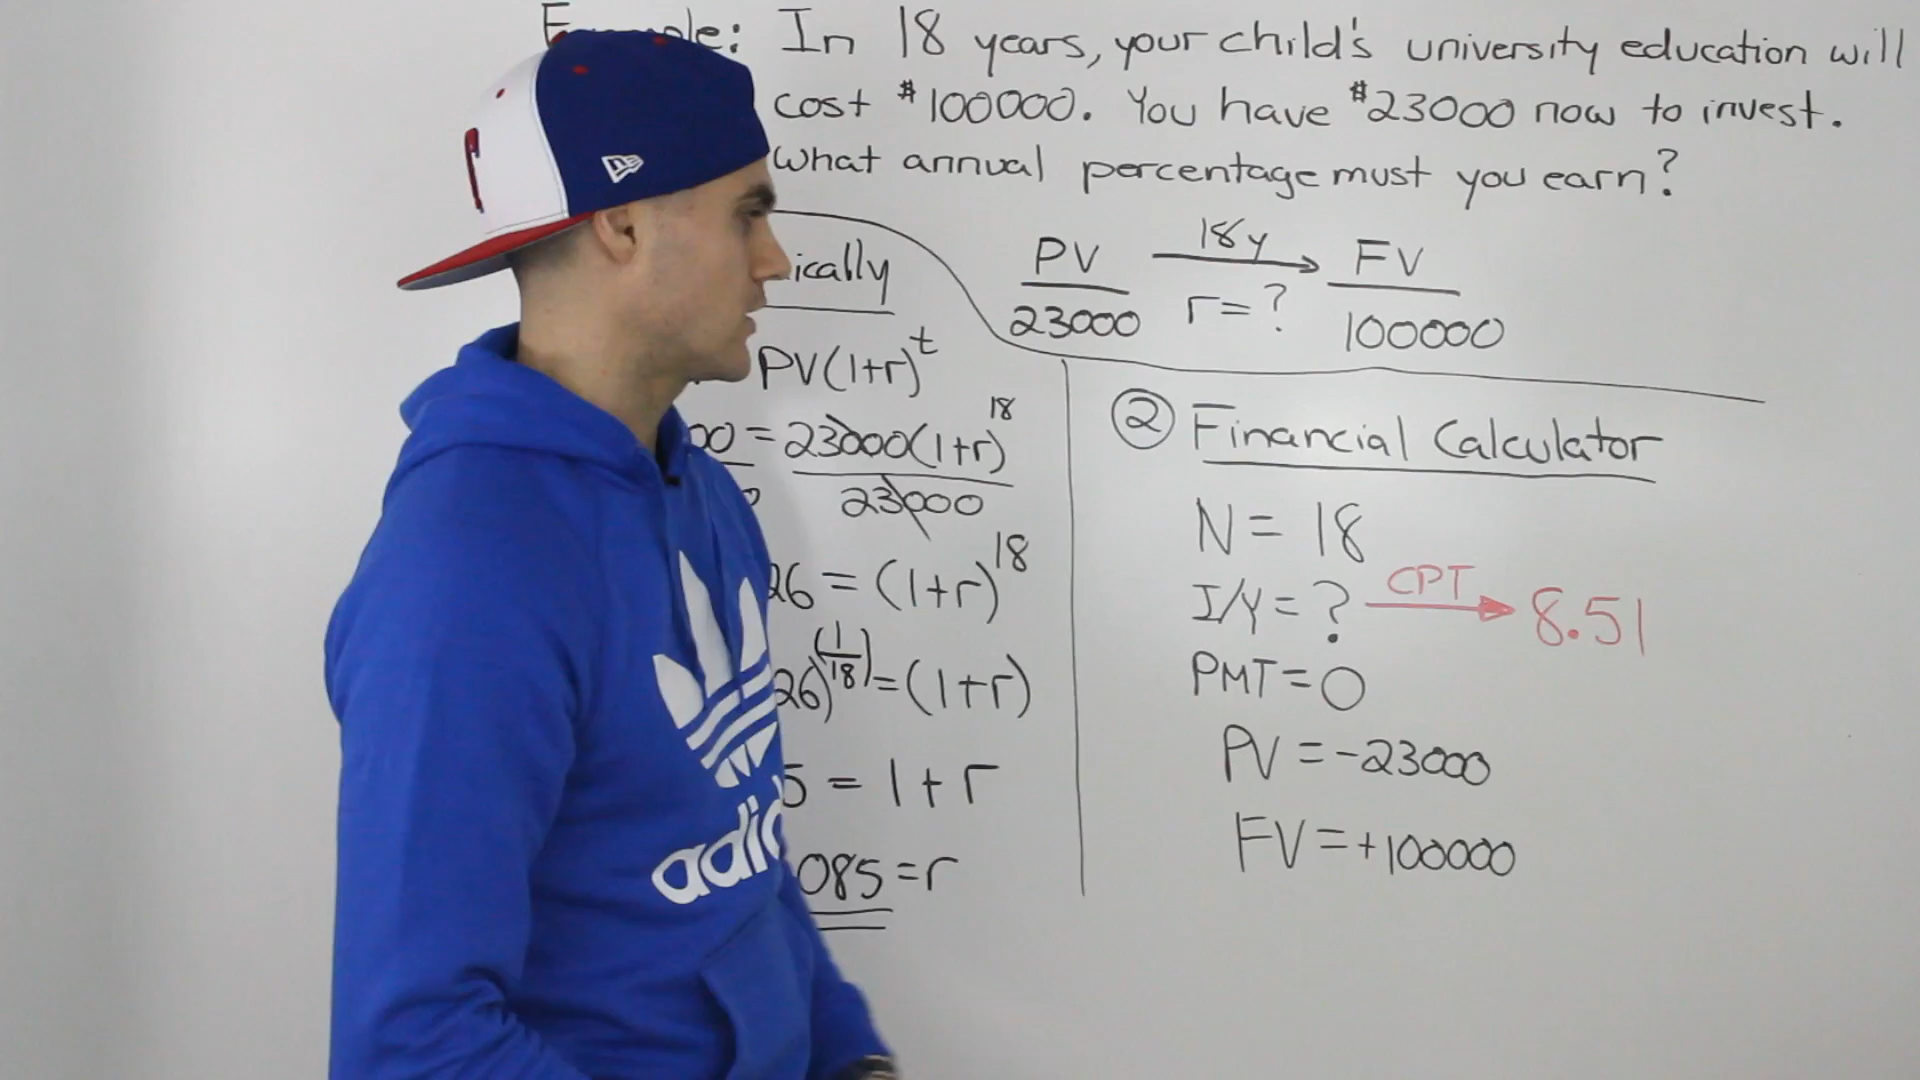 In 18 years, your child's university education will
cost $100000. You have $23000 now to invest.
What annual percentage must you earn?
PV 18y FV
23000 r=? 100000
PV(1+r)^t
=23000(1+r)^18
23000
26 = (1+r)^18
26)^(1/18)=(1+r)
5 = 1+r
085=r
② Financial Calculator
N= 18
I/Y= ? CPT 8.51
PMT=0
PV=-23000
FV=+100000